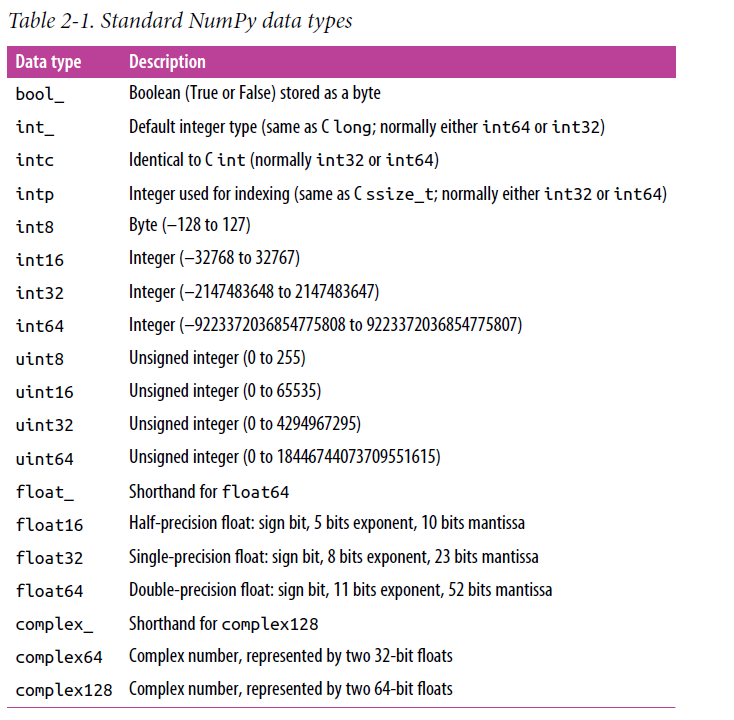 Table 2-1. Standard NumPy data types
Data type Description
bool_ Boolean (True or False) stored as a byte
int_ Default integer type (same as C long; normally either int64 or int32)
intc Identical to C int (normally int32 or int64)
intp Integer used for indexing (same as C ssize_t; normally either int32 or int64)
int8 Byte (–128 to 127)
int16 Integer (–32768 to 32767)
int32 Integer (–2147483648 to 2147483647)
int64 Integer (–9223372036854775808 to 9223372036854775807)
uint8 Unsigned integer (0 to 255)
uint16 Unsigned integer (0 to 65535)
uint32 Unsigned integer (0 to 4294967295)
uint64 Unsigned integer (0 to 18446744073709551615)
float_ Shorthand for float64
float16 Half-precision float: sign bit, 5 bits exponent, 10 bits mantissa
float32 Single-precision float: sign bit, 8 bits exponent, 23 bits mantissa
float64 Double-precision float: sign bit, 11 bits exponent, 52 bits mantissa
complex_ Shorthand for complex128
complex64 Complex number, represented by two 32-bit floats
complex128 Complex number, represented by two 64-bit floats